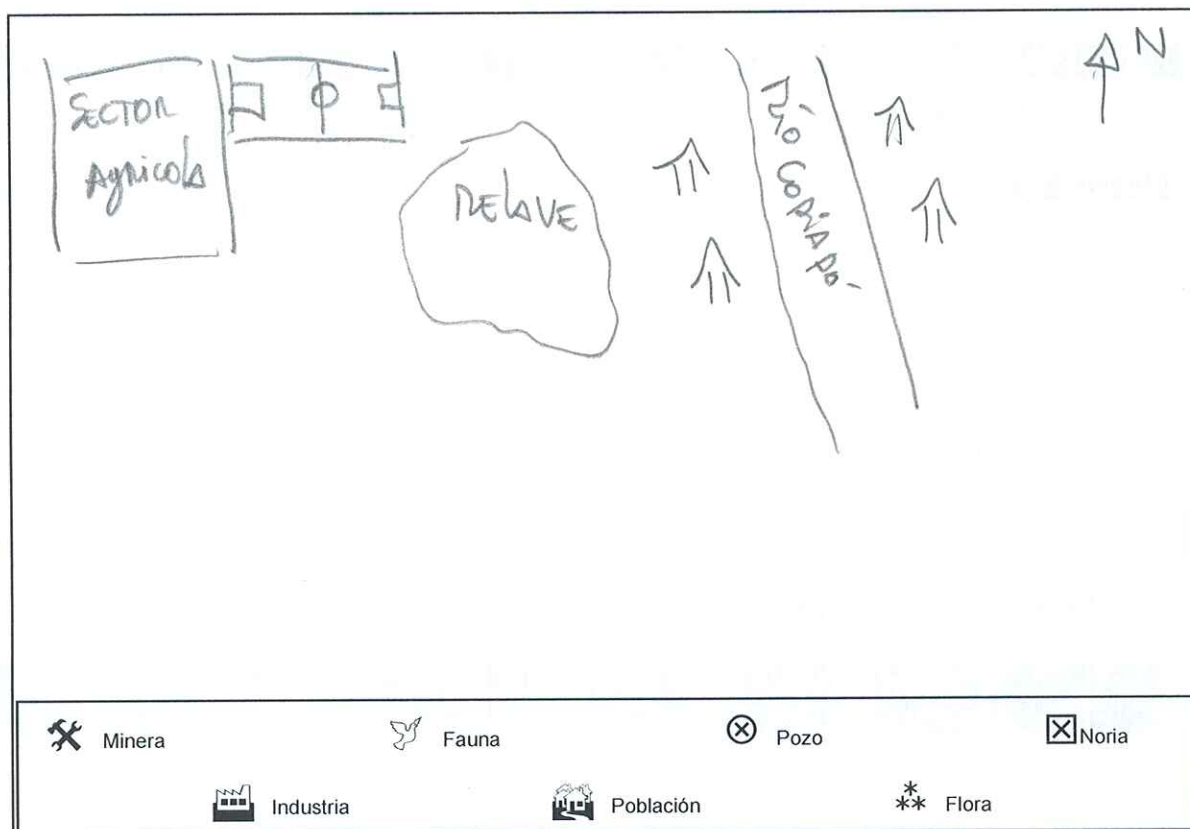 N
SECTOR
Agricola
RELAVE
Río COPIAPó.
Minera
Fauna
Pozo
Noria
Industria
Población
Flora